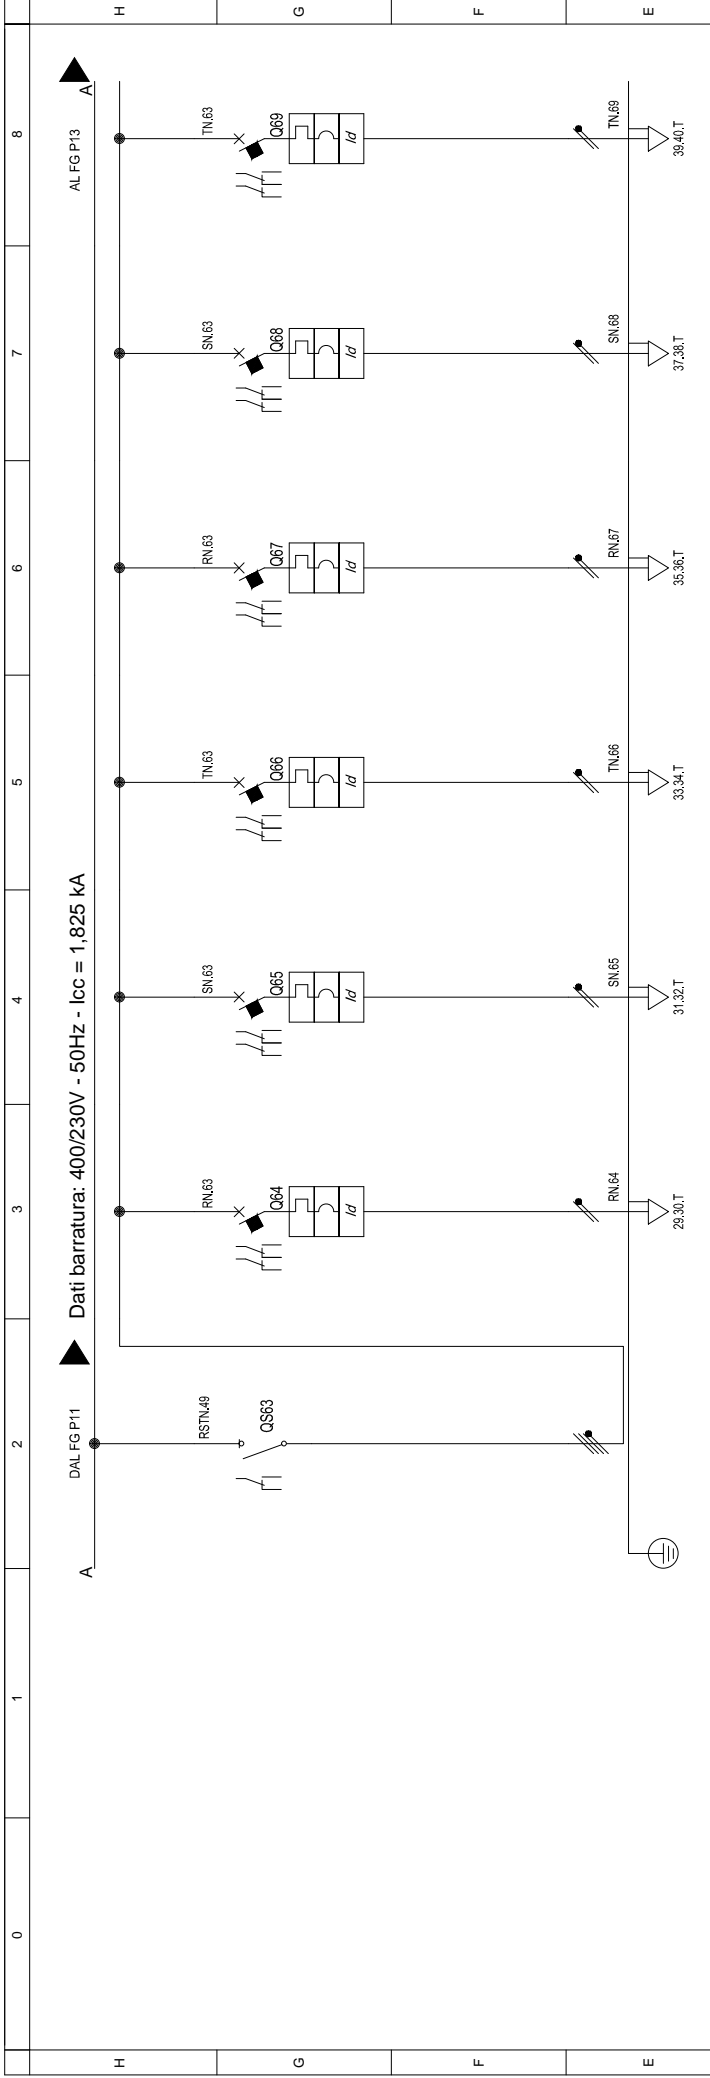 0 1 2 3 4 5 6 7 8
H H
DAL FG P11 Dati barratura: 400/230V - 50Hz - Icc = 1,825 kA AL FG P13
A A
RSTN.49 RN.63 SN.63 TN.63 RN.63 SN.63 TN.63
G G
QS63 Q64 Q65 Q66 Q67 Q68 Q69
Id Id Id Id Id Id
F F
RN.64 SN.65 TN.66 RN.67 SN.68 TN.69
E E
29.30.T 31.32.T 33.34.T 35.36.T 37.38.T 39.40.T